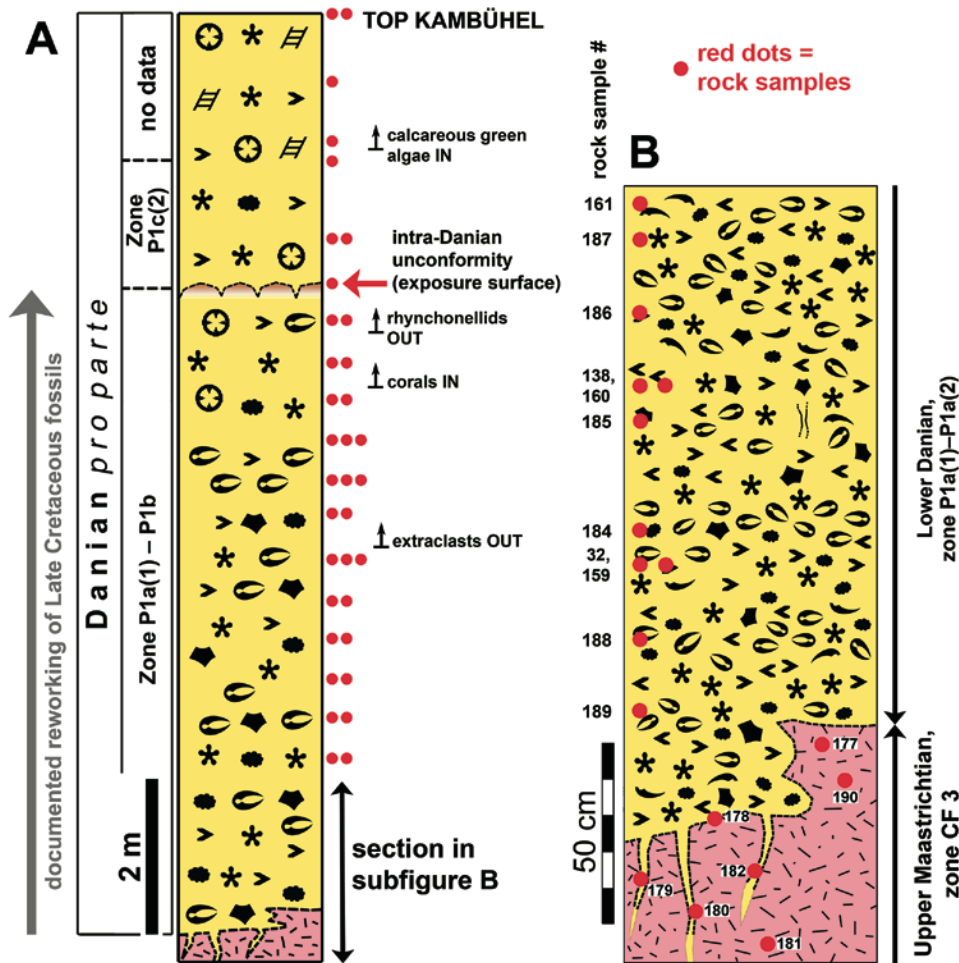 A
TOP KAMBÜHEL
no data
calcareous green
algae IN
Zone
P1c(2)
intra-Danian
unconformity
(exposure surface)
rhynchonellids
OUT
corals IN
extraclasts OUT
Danian pro parte
Zone P1a(1) – P1b
documented reworking of Late Cretaceous fossils
2 m
section in
subfigure B
rock sample #
red dots =
rock samples
B
161
187
186
138,
160
185
184
32,
159
188
189
177
190
178
182
179
180
181
50 cm
Lower Danian,
zone P1a(1)–P1a(2)
Upper Maastrichtian,
zone CF 3